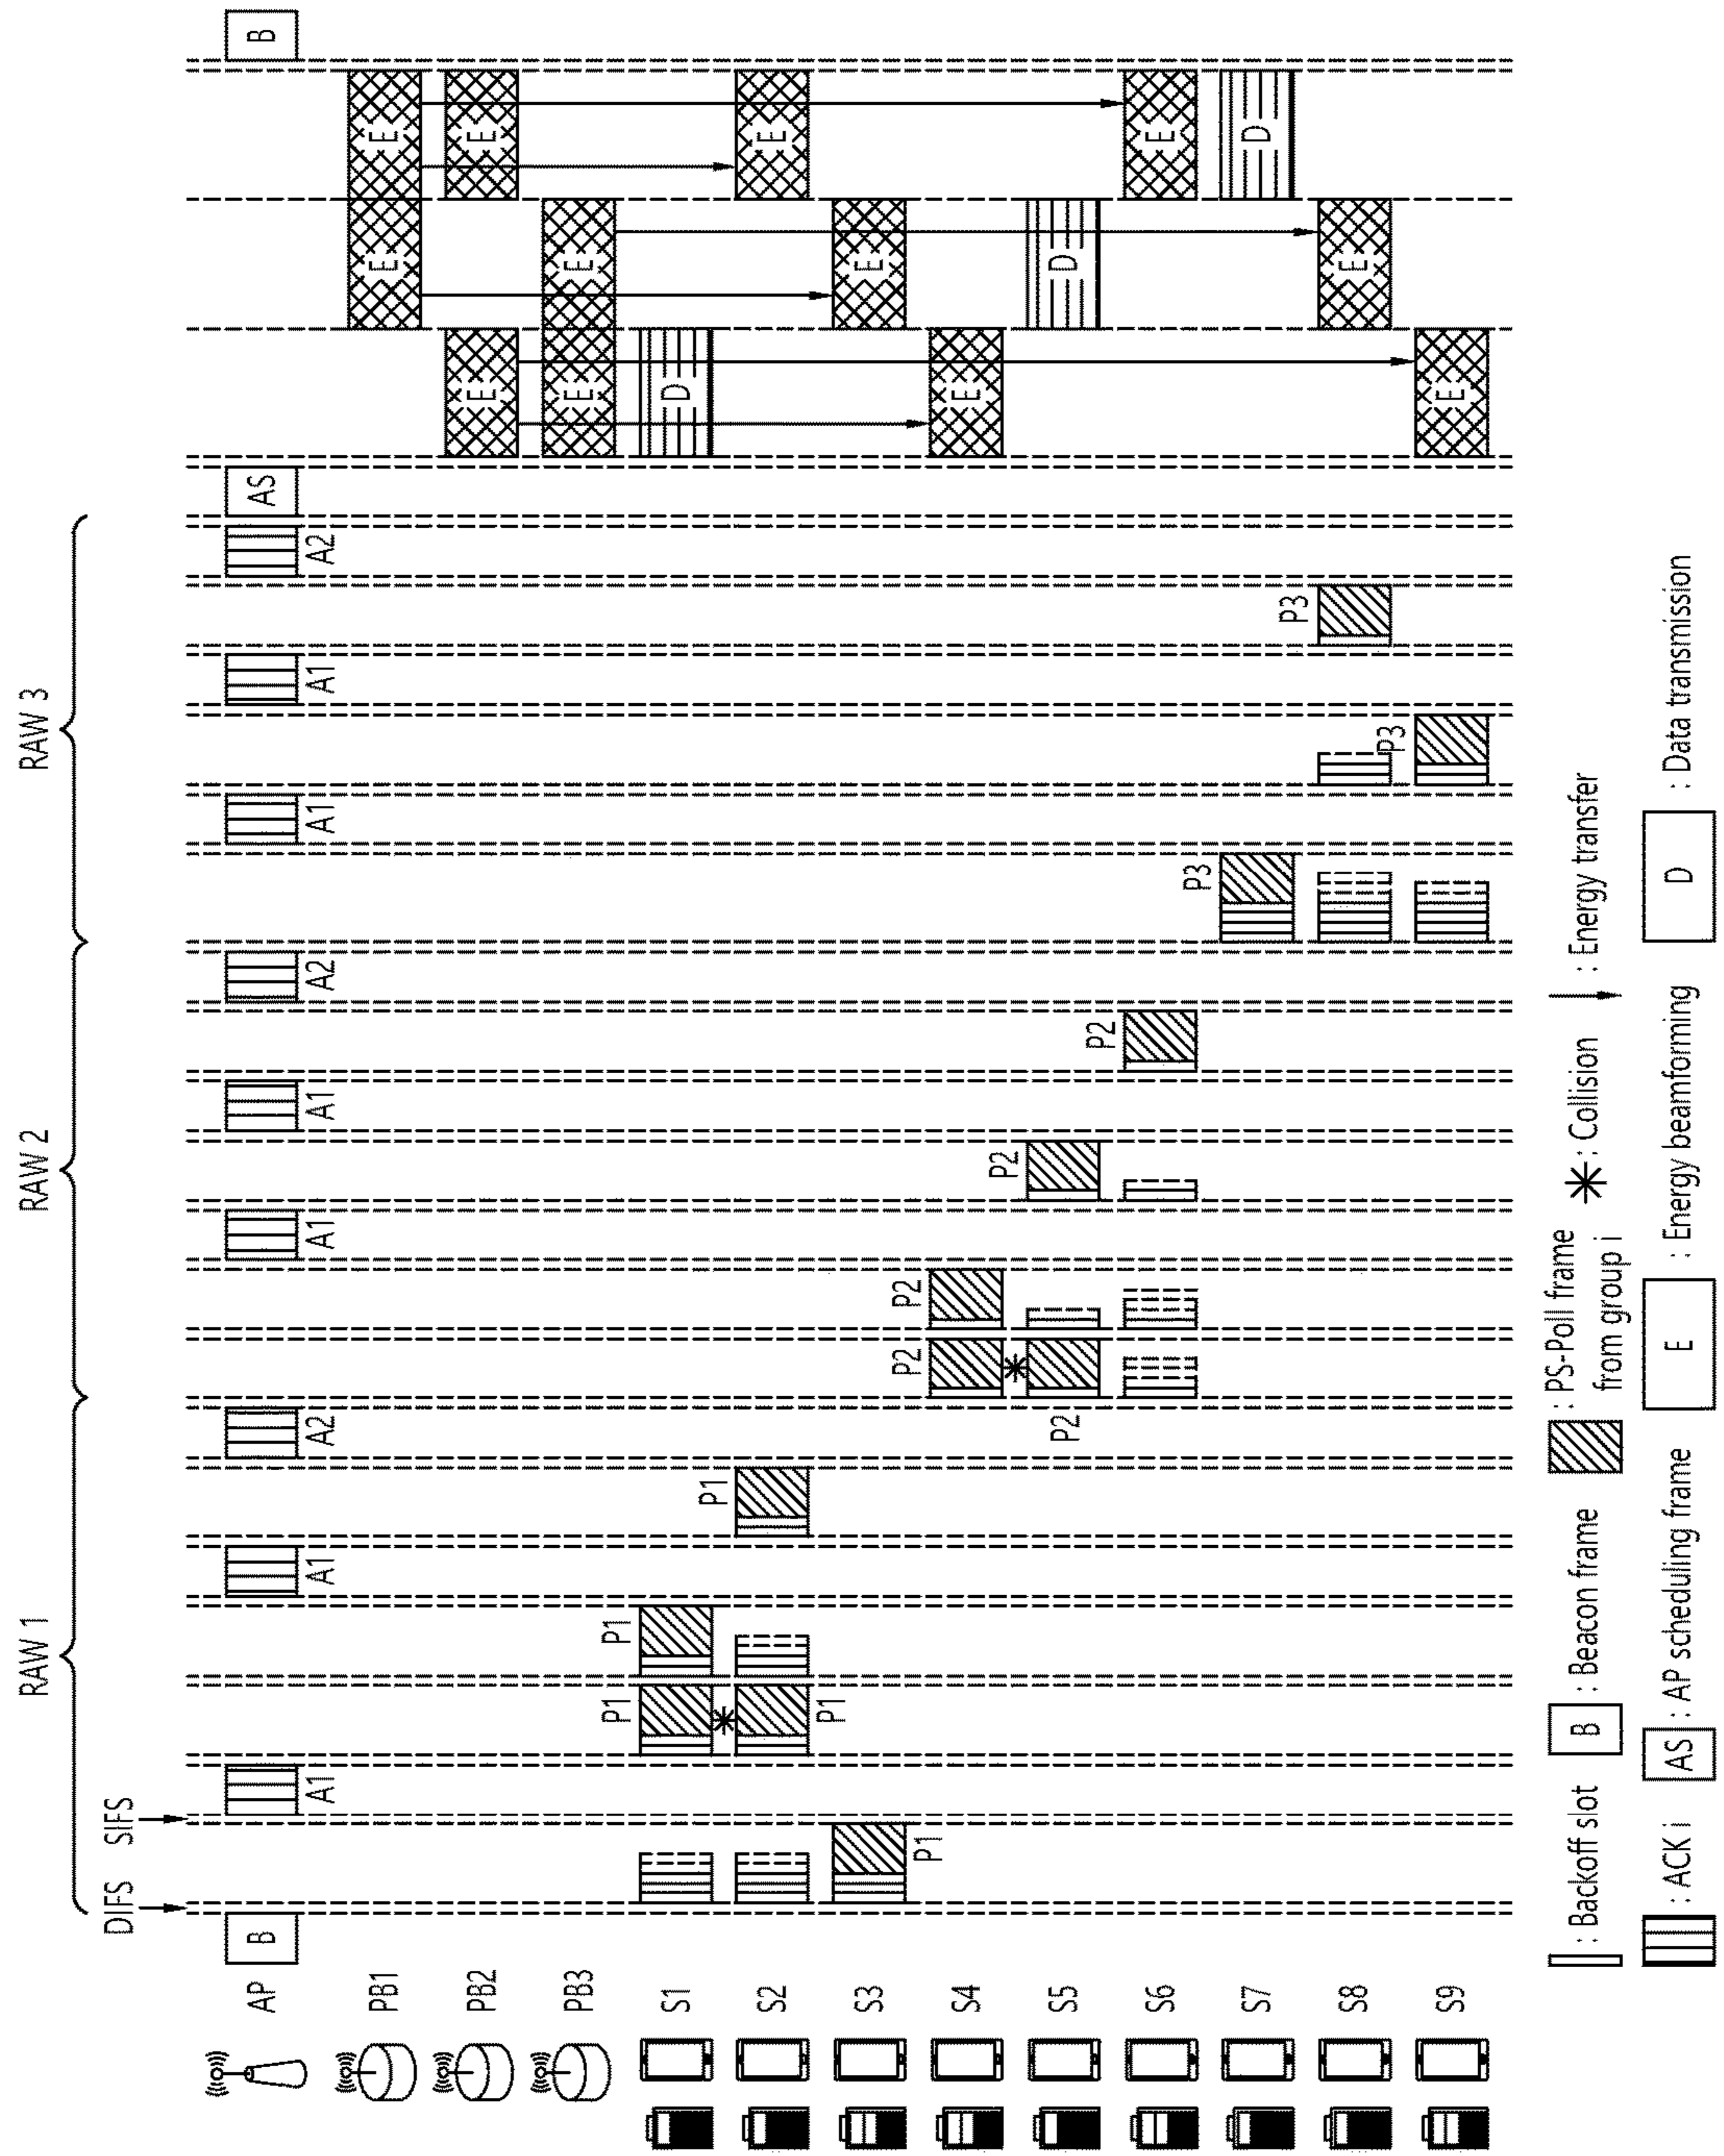 RAW 1 RAW 2 RAW 3
DIFS SIFS
AP B AS B
A1 A1 A2 A1 A1 A2 A1 A1 A2
PB1 E E
PB2 E E
PB3 E E
P1 P1
S1 D
P1
S2 E
P1
S3 E
P1 P2 P2
S4 E
P2
S5 P2 D
P2
S6 E
P3
S7 D
P3
S8 E
P3
S9 E
: Backoff slot B : Beacon frame : PS-Poll frame from group i : Collision : Energy transfer
: ACK i AS : AP scheduling frame E : Energy beamforming D : Data transmission